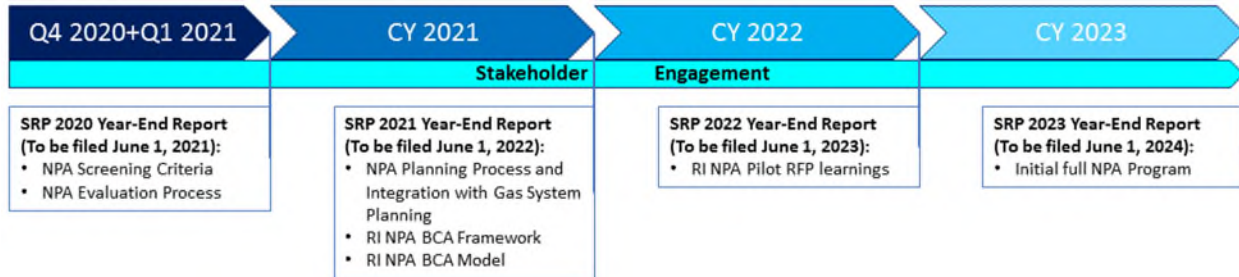 Q4 2020+Q1 2021
CY 2021
CY 2022
CY 2023
Stakeholder Engagement
SRP 2020 Year-End Report
(To be filed June 1, 2021):
• NPA Screening Criteria
• NPA Evaluation Process
SRP 2021 Year-End Report
(To be filed June 1, 2022):
• NPA Planning Process and
Integration with Gas System
Planning
• RI NPA BCA Framework
• RI NPA BCA Model
SRP 2022 Year-End Report
(To be filed June 1, 2023):
• RI NPA Pilot RFP learnings
SRP 2023 Year-End Report
(To be filed June 1, 2024):
• Initial full NPA Program